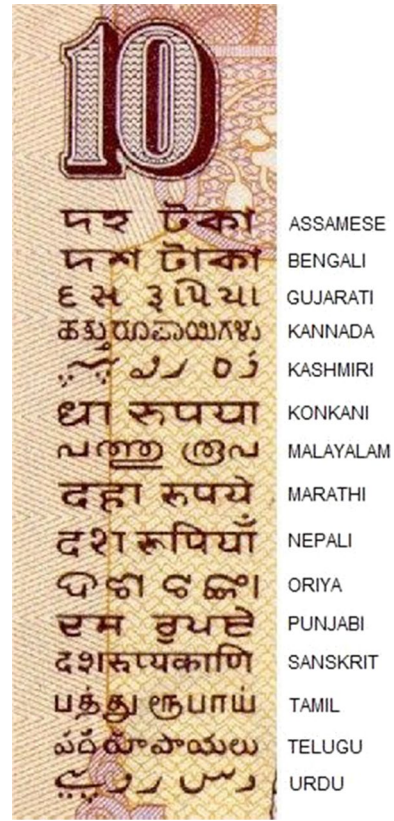 10
দহ টকা ASSAMESE
দশ টাকা BENGALI
દસ રૂપિયા GUJARATI
ಹತ್ತು ರೂಪಾಯಿಗಳು KANNADA
KASHMIRI
धा रुपया KONKANI
പത്തു രൂപ MALAYALAM
दहा रुपये MARATHI
दश रुपियाँ NEPALI
ଦଶ ଟଙ୍କା ORIYA
ਦਸ ਰੁਪਏ PUNJABI
दशरूप्यकाणि SANSKRIT
பத்து ரூபாய் TAMIL
పది రూపాయలు TELUGU
دس روپیے URDU